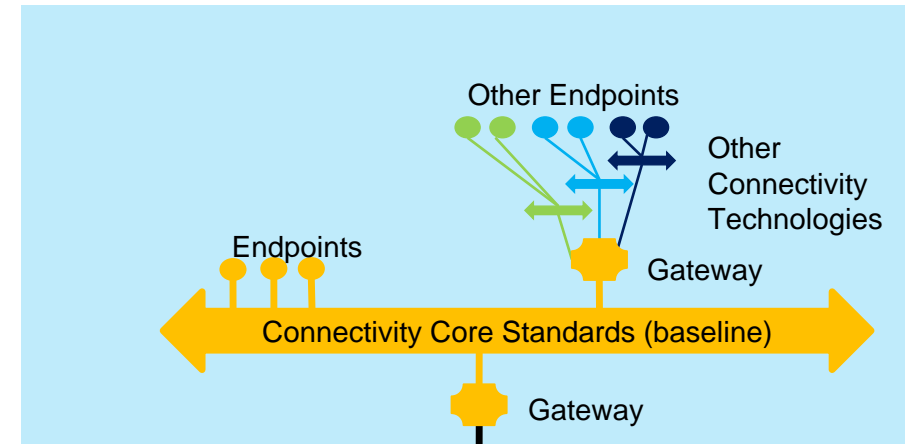 Other Endpoints
Other
Connectivity
Technologies
Endpoints
Gateway
Connectivity Core Standards (baseline)
Gateway